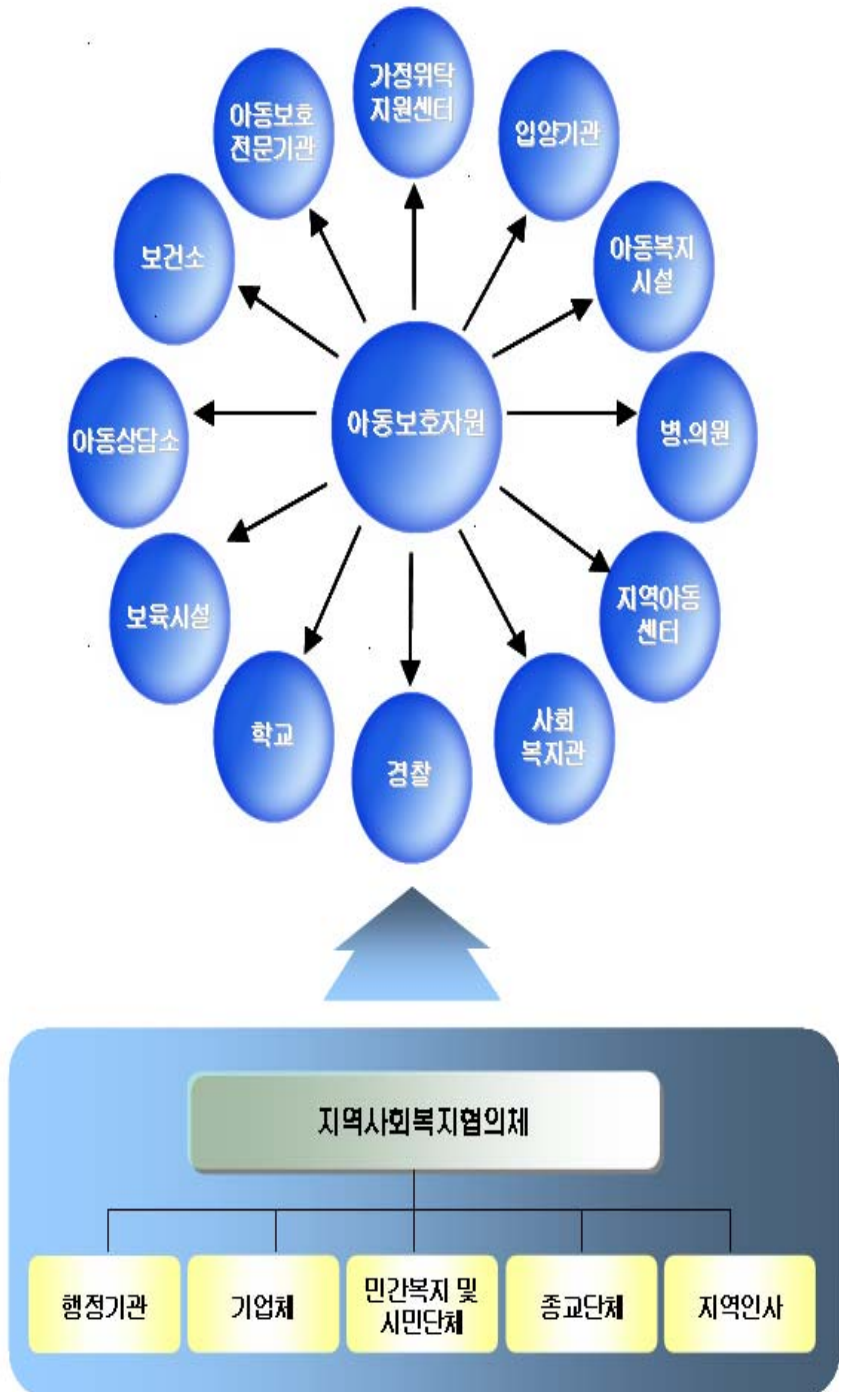 가정위탁
지원센터
아동보호
전문기관
입양기관
보건소
아동복지
시설
아동상담소
아동보호자원
병.의원
보육시설
지역아동
센터
학교
경찰
사회
복지관
지역사회복지협의체
행정기관
기업체
민간복지 및
시민단체
종교단체
지역인사